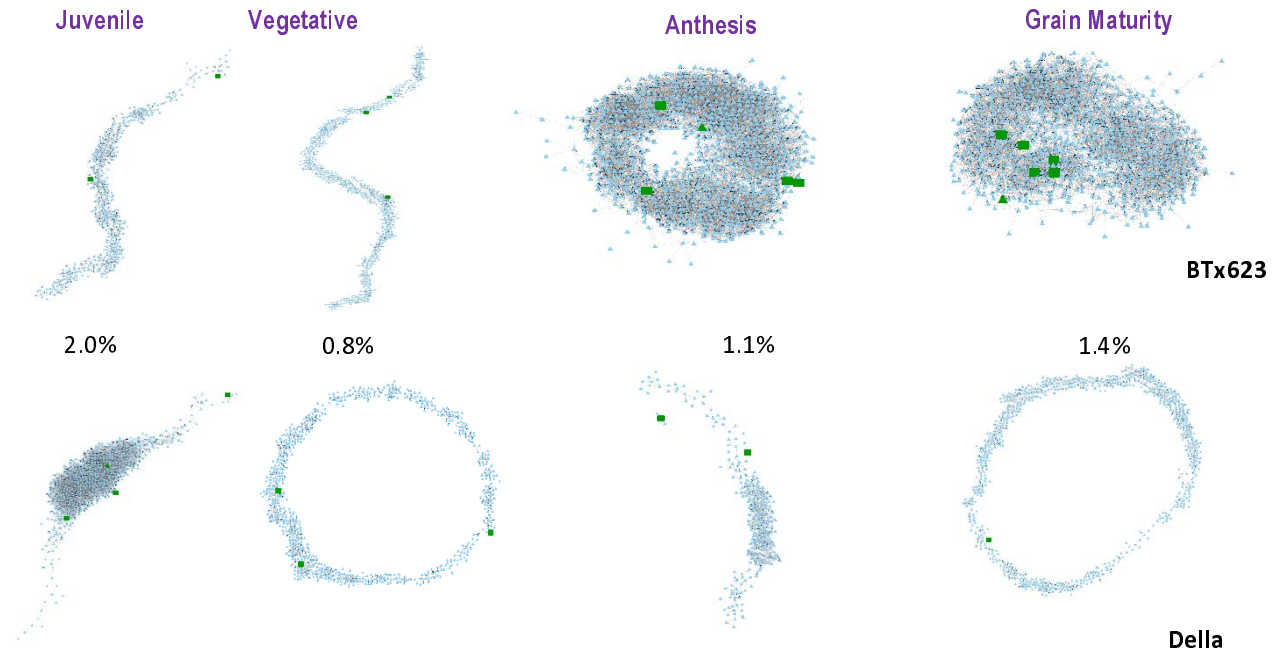 Juvenile
Vegetative
Anthesis
Grain Maturity
BTx623
2.0%
0.8%
1.1%
1.4%
Della